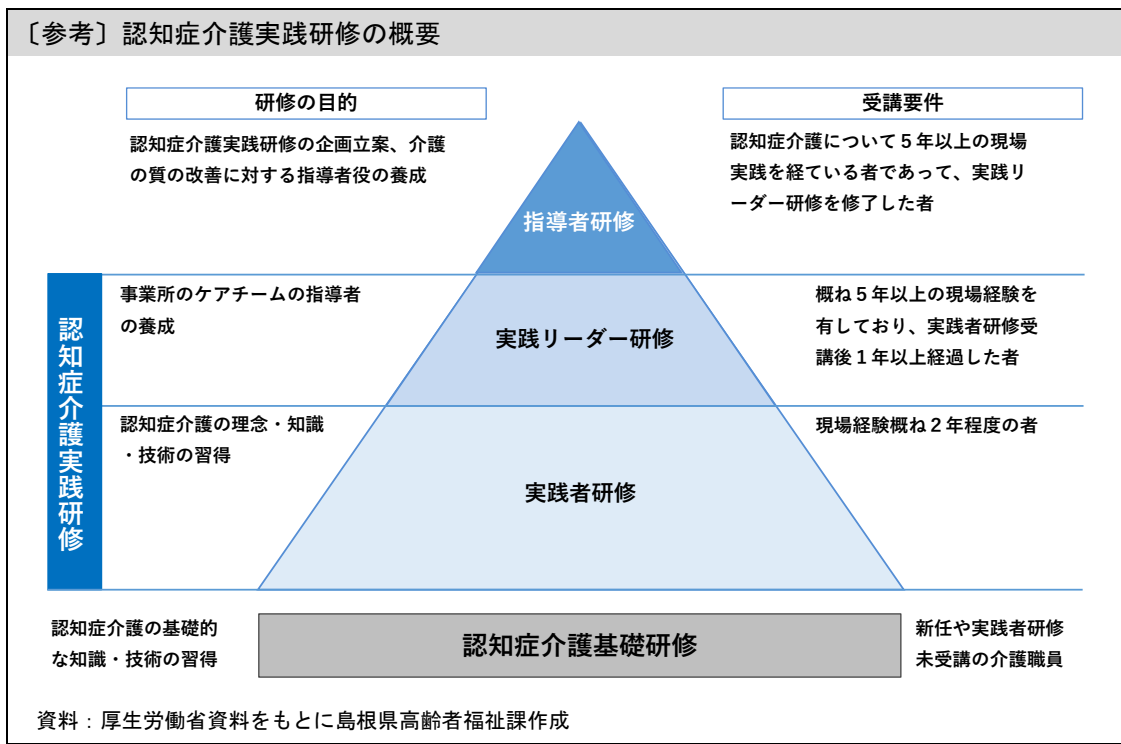 〔参考〕認知症介護実践研修の概要
研修の目的
受講要件
認知症介護実践研修の企画立案、介護
の質の改善に対する指導者役の養成
指導者研修
認知症介護について５年以上の現場
実践を経ている者であって、実践リ
ーダー研修を修了した者
認知症介護実践研修
事業所のケアチームの指導者
の養成
実践リーダー研修
概ね５年以上の現場経験を
有しており、実践者研修受
講後１年以上経過した者
認知症介護の理念・知識
・技術の習得
実践者研修
現場経験概ね２年程度の者
認知症介護の基礎的
な知識・技術の習得
認知症介護基礎研修
新任や実践者研修
未受講の介護職員
資料：厚生労働省資料をもとに島根県高齢者福祉課作成